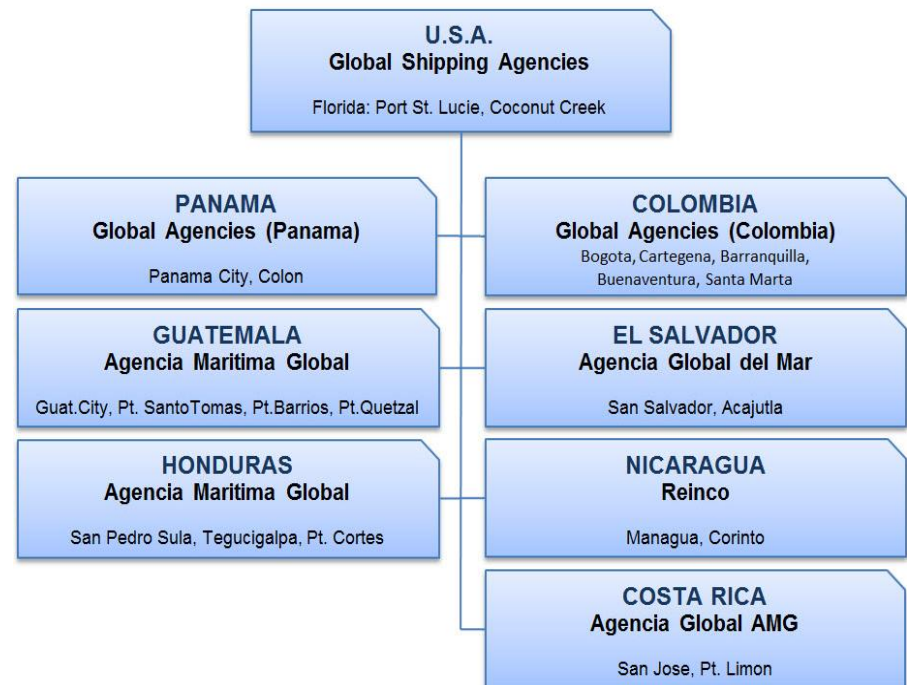 U.S.A.
Global Shipping Agencies
Florida: Port St. Lucie, Coconut Creek
PANAMA
Global Agencies (Panama)
Panama City, Colon
COLOMBIA
Global Agencies (Colombia)
Bogota, Cartegena, Barranquilla,
Buenaventura, Santa Marta
GUATEMALA
Agencia Maritima Global
Guat.City, Pt. SantoTomas, Pt.Barrios, Pt.Quetzal
EL SALVADOR
Agencia Global del Mar
San Salvador, Acajutla
HONDURAS
Agencia Maritima Global
San Pedro Sula, Tegucigalpa, Pt. Cortes
NICARAGUA
Reinco
Managua, Corinto
COSTA RICA
Agencia Global AMG
San Jose, Pt. Limon